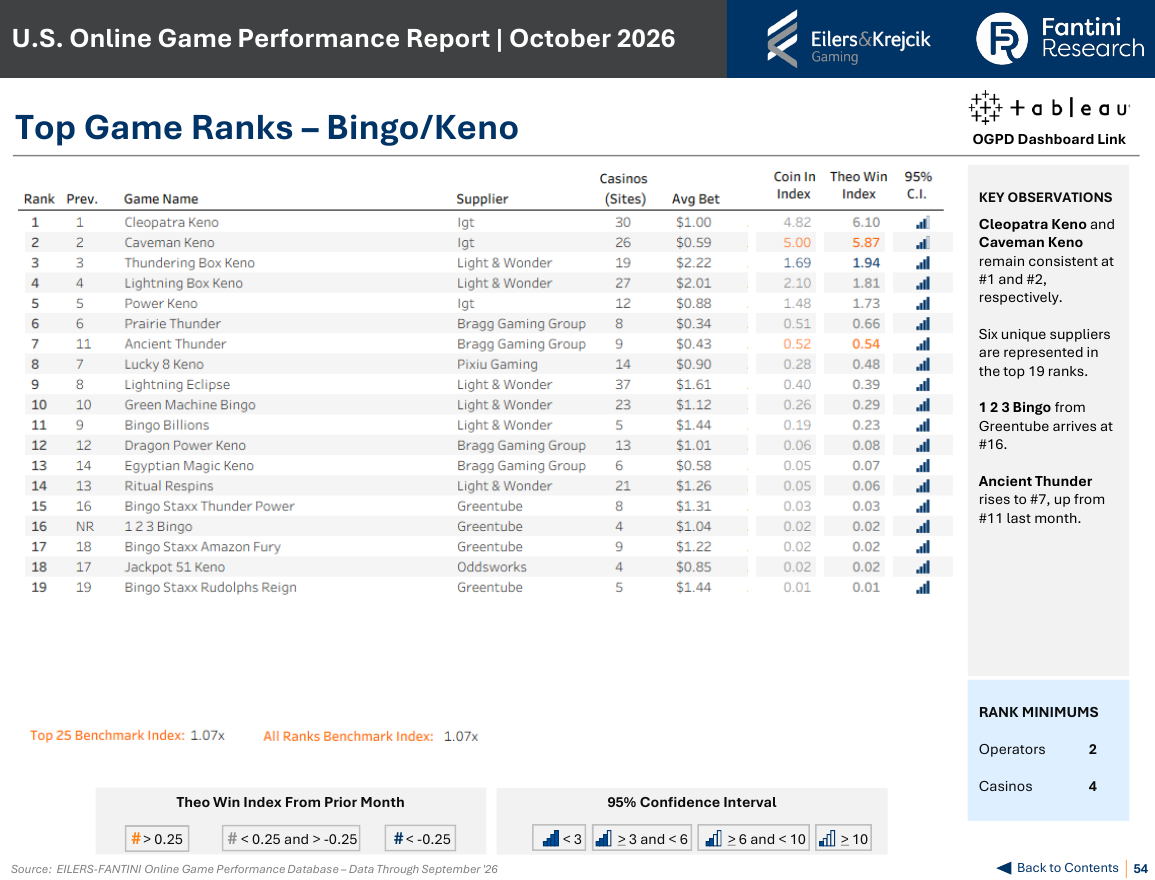 U.S. Online Game Performance Report | October 2026
Eilers&Krejcik
Gaming
Fantini
Research
Top Game Ranks – Bingo/Keno
+ a b l e a u
OGPD Dashboard Link
Rank Prev. Game Name Supplier Casinos (Sites) Avg Bet Coin In Index Theo Win Index 95% C.I.
1 1 Cleopatra Keno Igt 30 $1.00 4.82 6.10
2 2 Caveman Keno Igt 26 $0.59 5.00 5.87
3 3 Thundering Box Keno Light & Wonder 19 $2.22 1.69 1.94
4 4 Lightning Box Keno Light & Wonder 27 $2.01 2.10 1.81
5 5 Power Keno Igt 12 $0.88 1.48 1.73
6 6 Prairie Thunder Bragg Gaming Group 8 $0.34 0.51 0.66
7 11 Ancient Thunder Bragg Gaming Group 9 $0.43 0.52 0.54
8 7 Lucky 8 Keno Pixiu Gaming 14 $0.90 0.28 0.48
9 8 Lightning Eclipse Light & Wonder 37 $1.61 0.40 0.39
10 10 Green Machine Bingo Light & Wonder 23 $1.12 0.26 0.29
11 9 Bingo Billions Light & Wonder 5 $1.44 0.19 0.23
12 12 Dragon Power Keno Bragg Gaming Group 13 $1.01 0.06 0.08
13 14 Egyptian Magic Keno Bragg Gaming Group 6 $0.58 0.05 0.07
14 13 Ritual Respins Light & Wonder 21 $1.26 0.05 0.06
15 16 Bingo Staxx Thunder Power Greentube 8 $1.31 0.03 0.03
16 NR 1 2 3 Bingo Greentube 4 $1.04 0.02 0.02
17 18 Bingo Staxx Amazon Fury Greentube 9 $1.22 0.02 0.02
18 17 Jackpot 51 Keno Oddsworks 4 $0.85 0.02 0.02
19 19 Bingo Staxx Rudolphs Reign Greentube 5 $1.44 0.01 0.01
Top 25 Benchmark Index: 1.07x All Ranks Benchmark Index: 1.07x
KEY OBSERVATIONS
Cleopatra Keno and
Caveman Keno
remain consistent at
#1 and #2,
respectively.
Six unique suppliers
are represented in
the top 19 ranks.
1 2 3 Bingo from
Greentube arrives at
#16.
Ancient Thunder
rises to #7, up from
#11 last month.
RANK MINIMUMS
Operators 2
Casinos 4
Theo Win Index From Prior Month
# > 0.25 # < 0.25 and > -0.25 # < -0.25
95% Confidence Interval
< 3 ≥ 3 and < 6 ≥ 6 and < 10 ≥ 10
Source: EILERS-FANTINI Online Game Performance Database – Data Through September '26
Back to Contents 54